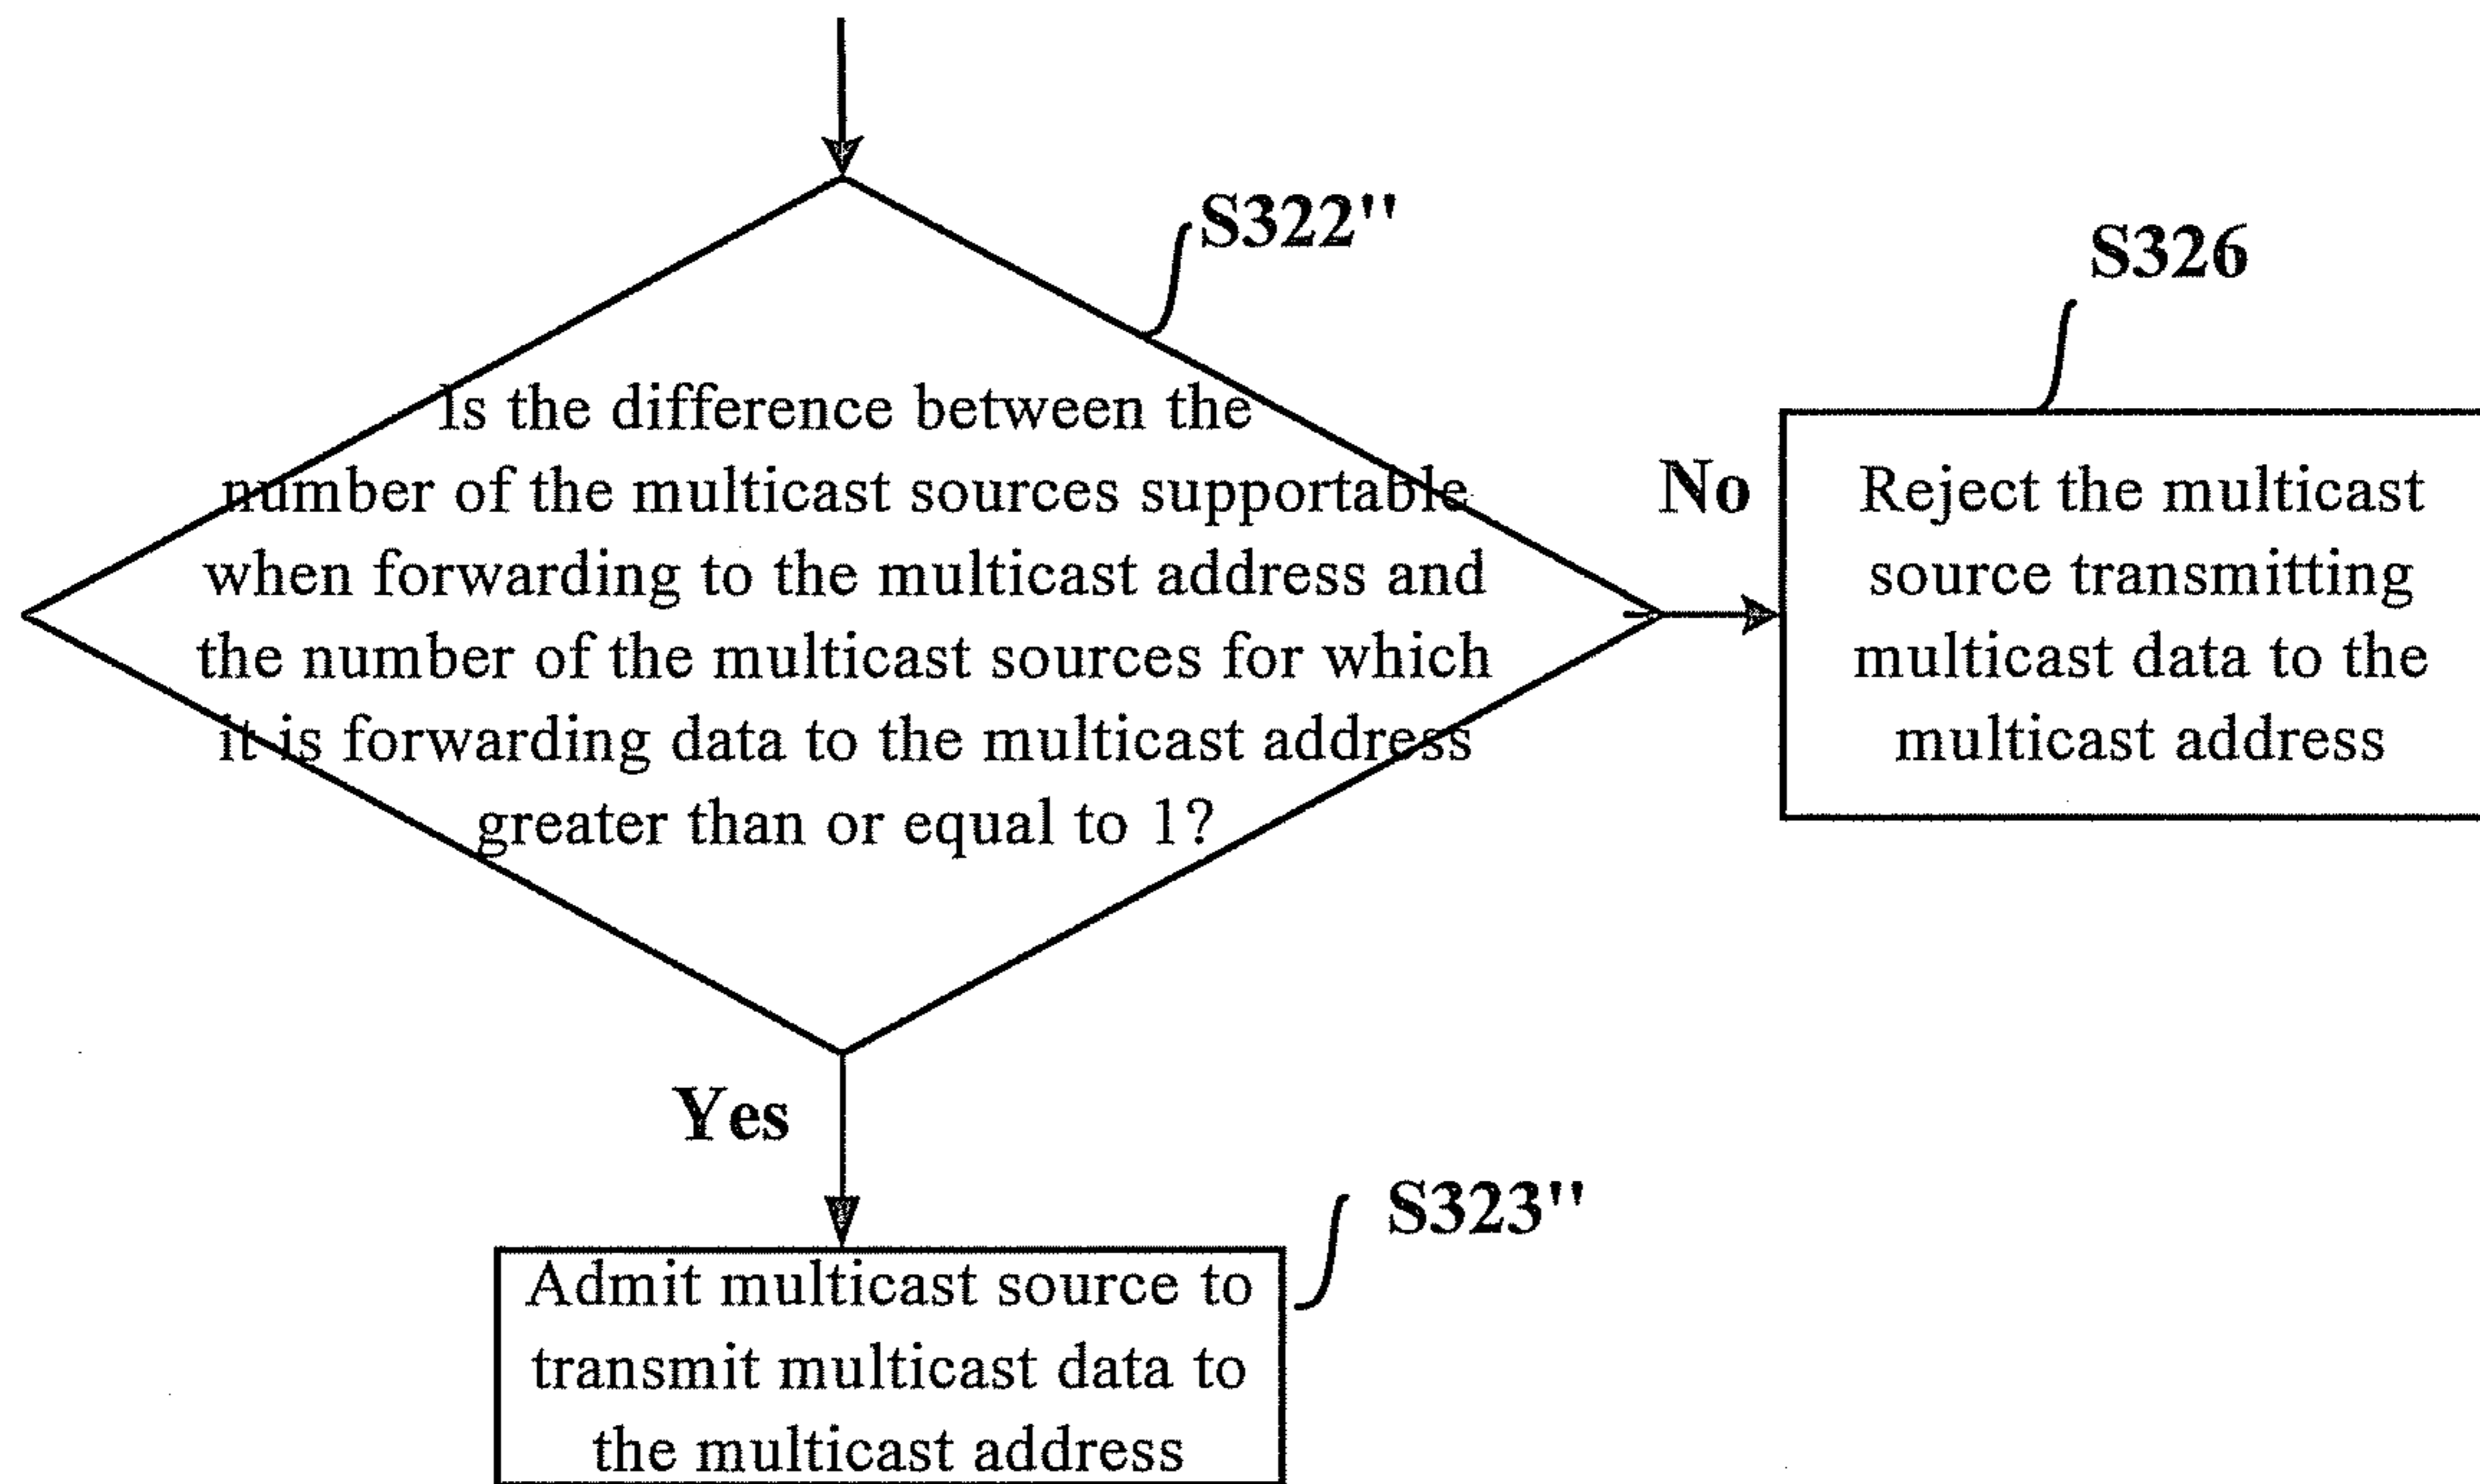 S322"
Is the difference between the
number of the multicast sources supportable
when forwarding to the multicast address and
the number of the multicast sources for which
it is forwarding data to the multicast address
greater than or equal to 1?
No
S326
Reject the multicast
source transmitting
multicast data to the
multicast address
Yes
S323"
Admit multicast source to
transmit multicast data to
the multicast address